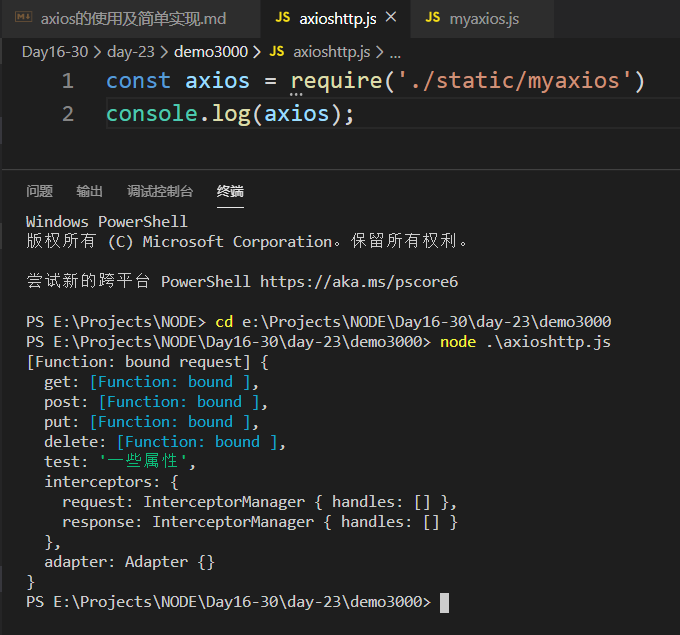 axios的使用及简单实现.md JS axioshttp.js × JS myaxios.js
Day16-30 > day-23 > demo3000 > JS axioshttp.js > ...
1 const axios = require('./static/myaxios')
2 console.log(axios);
问题 输出 调试控制台 终端
Windows PowerShell
版权所有 (C) Microsoft Corporation。保留所有权利。
尝试新的跨平台 PowerShell https://aka.ms/pscore6
PS E:\Projects\NODE> cd e:\Projects\NODE\Day16-30\day-23\demo3000
PS E:\Projects\NODE\Day16-30\day-23\demo3000> node .\axioshttp.js
[Function: bound request] {
  get: [Function: bound ],
  post: [Function: bound ],
  put: [Function: bound ],
  delete: [Function: bound ],
  test: '一些属性',
  interceptors: {
    request: InterceptorManager { handles: [] },
    response: InterceptorManager { handles: [] }
  },
  adapter: Adapter {}
}
PS E:\Projects\NODE\Day16-30\day-23\demo3000>